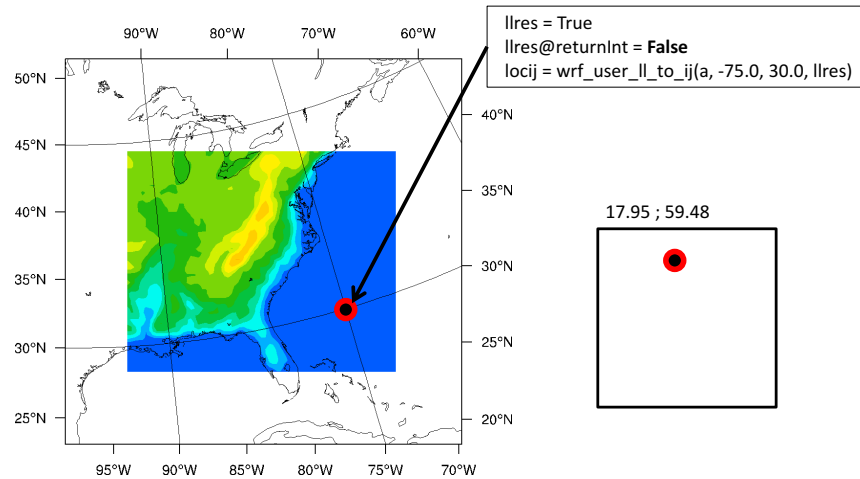 llres = True
llres@returnInt = False
locij = wrf_user_ll_to_ij(a, -75.0, 30.0, llres)
90°W 70°W 67°W 60°W
50°N
45°N
40°N
35°N
30°N
25°N
40°N
35°N
30°N
25°N
20°N
95°W 90°W 85°W 80°W 75°W 70°W
17.95 ; 59.48